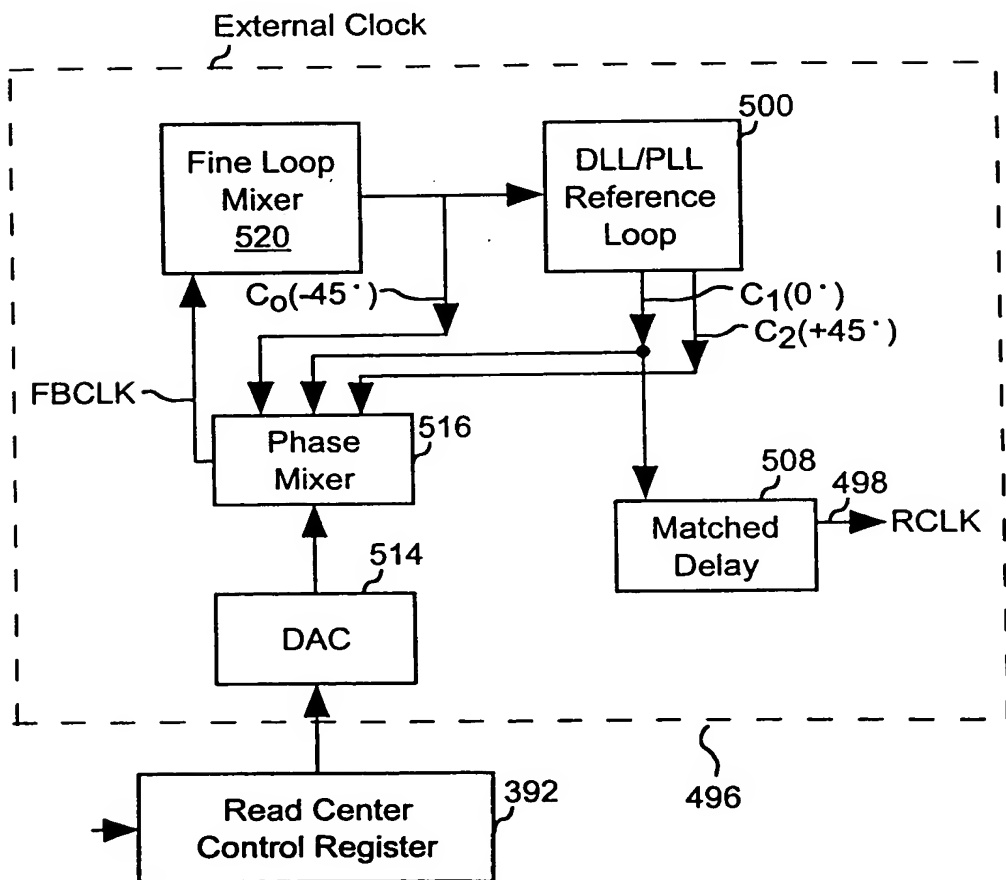 External Clock
Fine Loop
Mixer
520
500
DLL/PLL
Reference
Loop
Co(-45˙)
C1(0˙)
C2(+45˙)
FBCLK
Phase
Mixer
516
508
498
Matched
Delay
RCLK
514
DAC
496
Read Center
Control Register
392